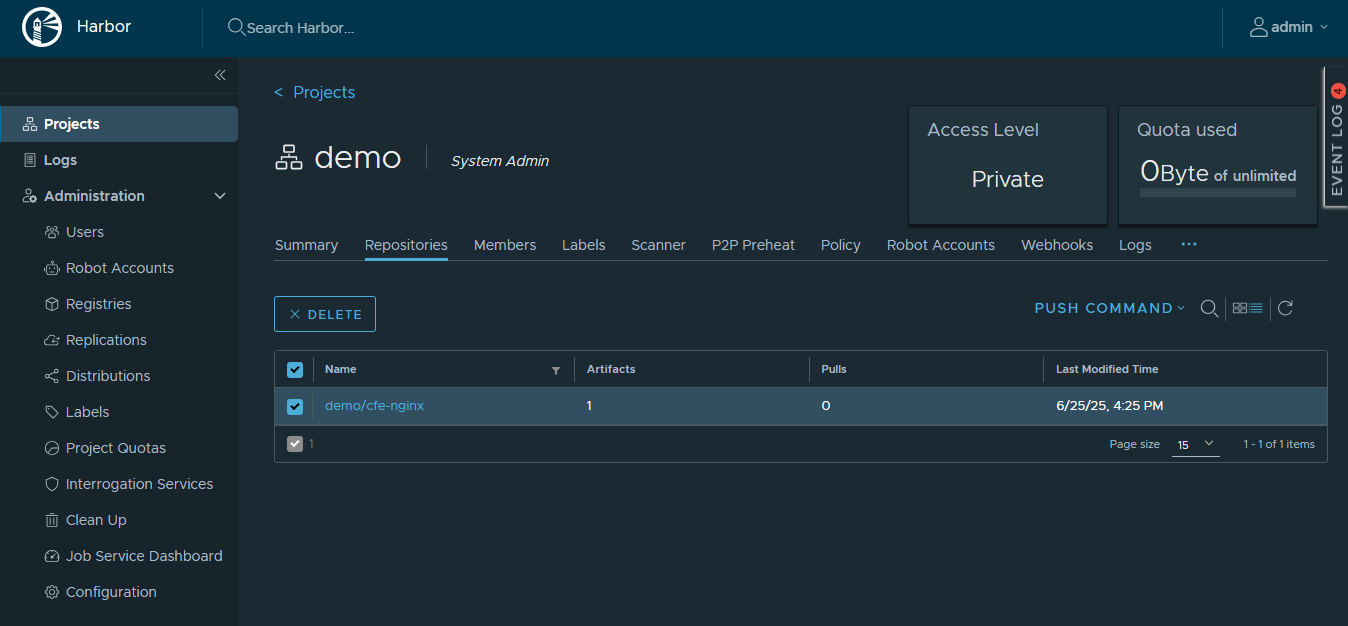 Harbor
Search Harbor...
admin
Projects
Logs
Administration
Users
Robot Accounts
Registries
Replications
Distributions
Labels
Project Quotas
Interrogation Services
Clean Up
Job Service Dashboard
Configuration
< Projects
demo
System Admin
Access Level
Private
Quota used
0Byte of unlimited
EVENT LOG 4
Summary Repositories Members Labels Scanner P2P Preheat Policy Robot Accounts Webhooks Logs ...
DELETE
PUSH COMMAND
Name Artifacts Pulls Last Modified Time
demo/cfe-nginx 1 0 6/25/25, 4:25 PM
1 Page size 15 1 - 1 of 1 items